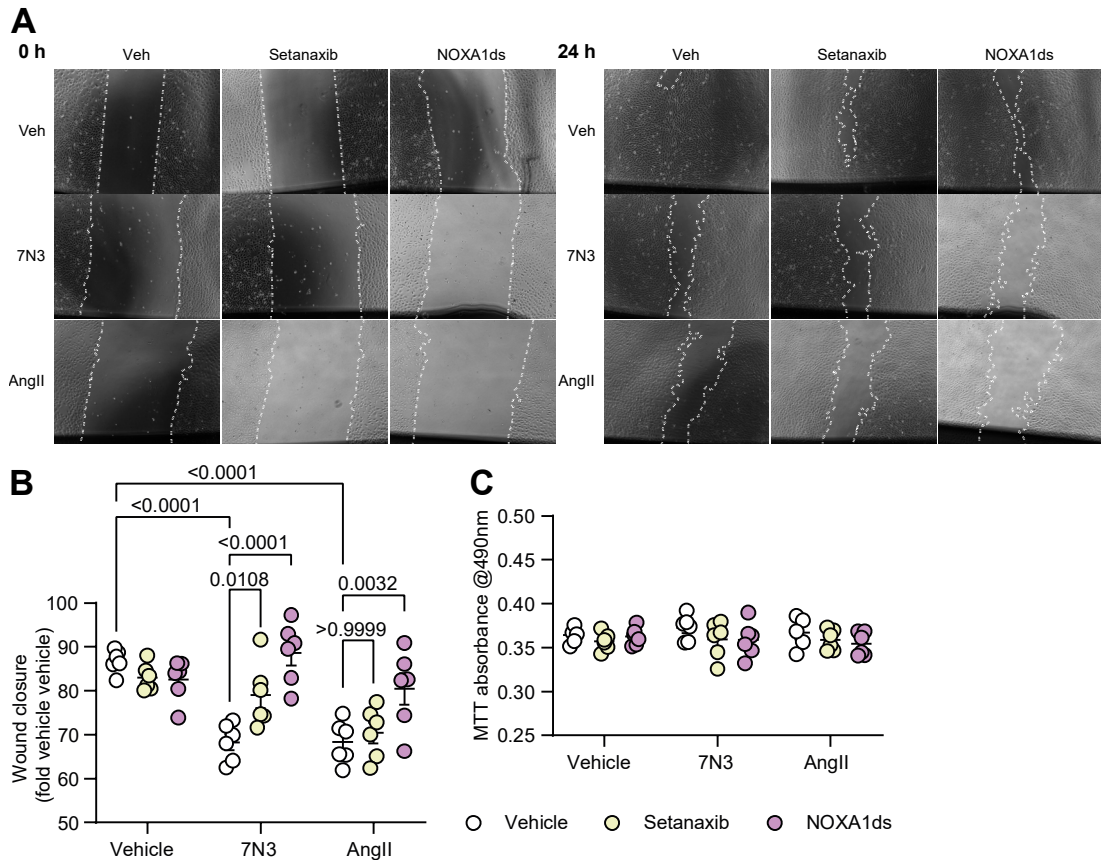 A
0 h
Veh
Setanaxib
NOXA1ds
24 h
Veh
Setanaxib
NOXA1ds
Veh
Veh
7N3
7N3
AngII
AngII
B
<0.0001
<0.0001
<0.0001
0.0108
0.0032
>0.9999
Wound closure
(fold vehicle vehicle)
100
90
80
70
60
50
Vehicle
7N3
AngII
C
MTT absorbance @490nm
0.50
0.45
0.40
0.35
0.30
0.25
Vehicle
7N3
AngII
Vehicle
Setanaxib
NOXA1ds